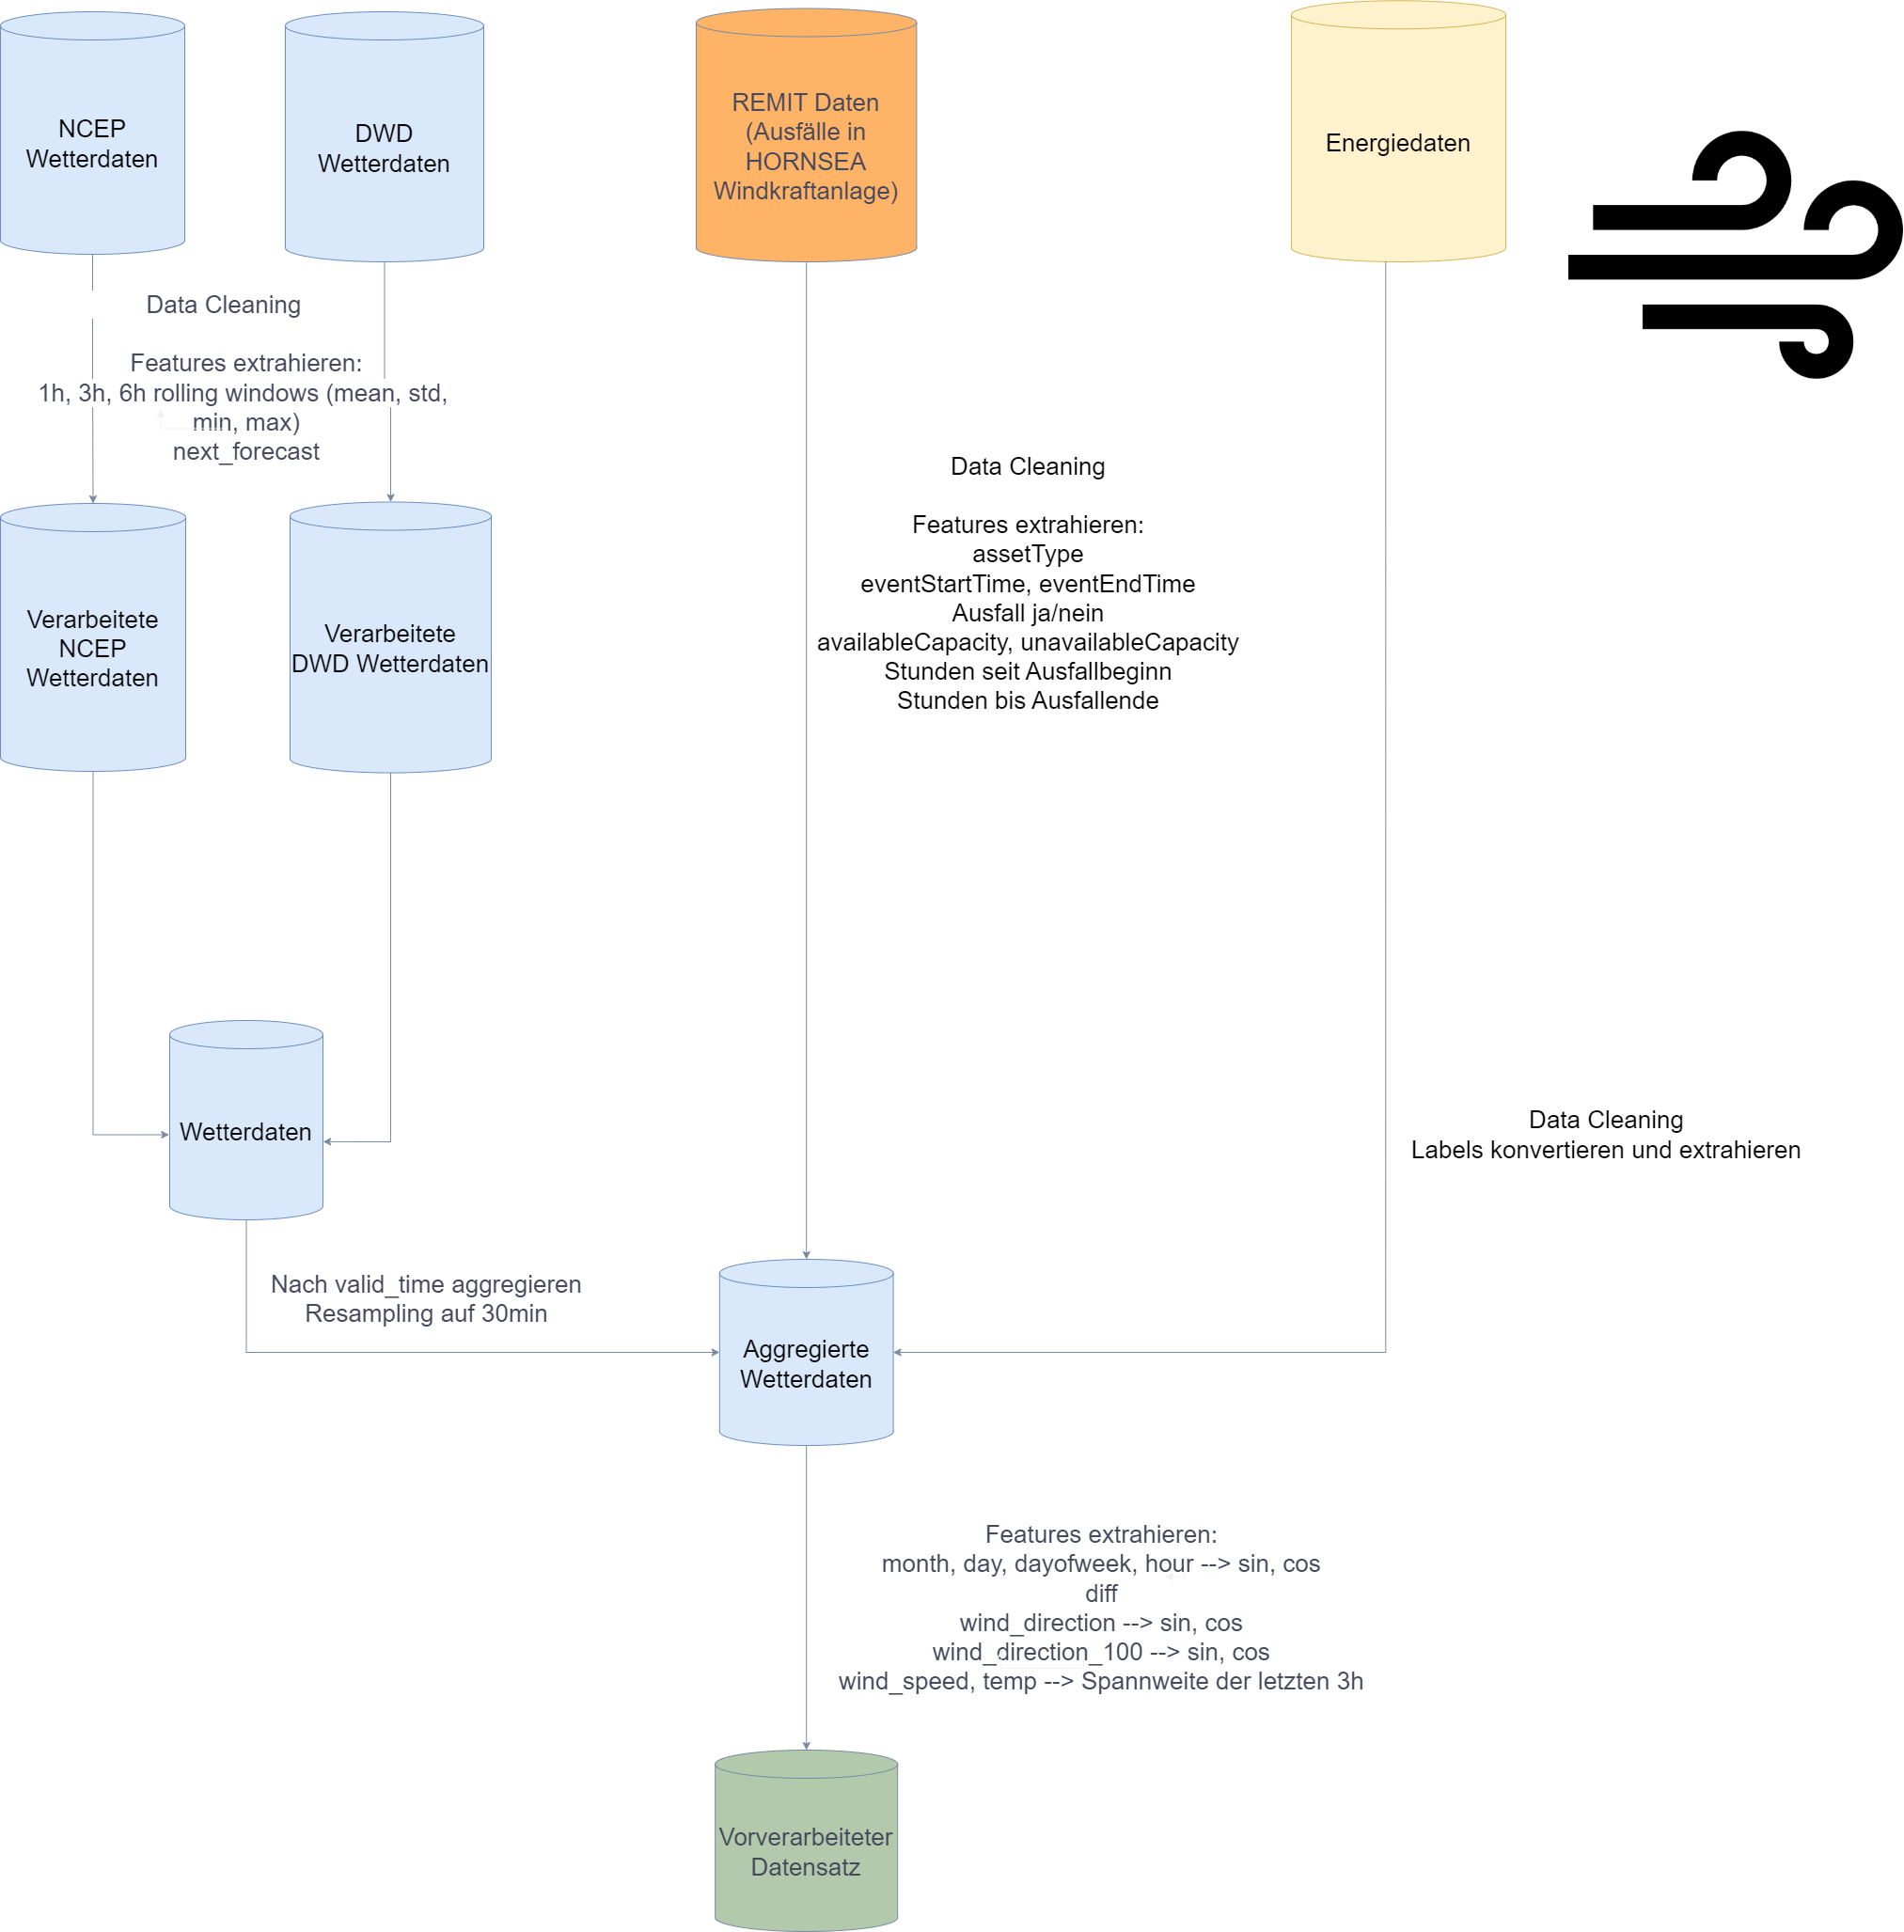 NCEP
Wetterdaten
DWD
Wetterdaten
REMIT Daten
(Ausfälle in
HORNSEA
Windkraftanlage)
Energiedaten
Data Cleaning
Features extrahieren:
1h, 3h, 6h rolling windows (mean, std,
min, max)
next_forecast
Data Cleaning
Features extrahieren:
assetType
eventStartTime, eventEndTime
Ausfall ja/nein
availableCapacity, unavailableCapacity
Stunden seit Ausfallbeginn
Stunden bis Ausfallende
Verarbeitete
NCEP
Wetterdaten
Verarbeitete
DWD Wetterdaten
Wetterdaten
Data Cleaning
Labels konvertieren und extrahieren
Nach valid_time aggregieren
Resampling auf 30min
Aggregierte
Wetterdaten
Features extrahieren:
month, day, dayofweek, hour --> sin, cos
diff
wind_direction --> sin, cos
wind_direction_100 --> sin, cos
wind_speed, temp --> Spannweite der letzten 3h
Vorverarbeiteter
Datensatz